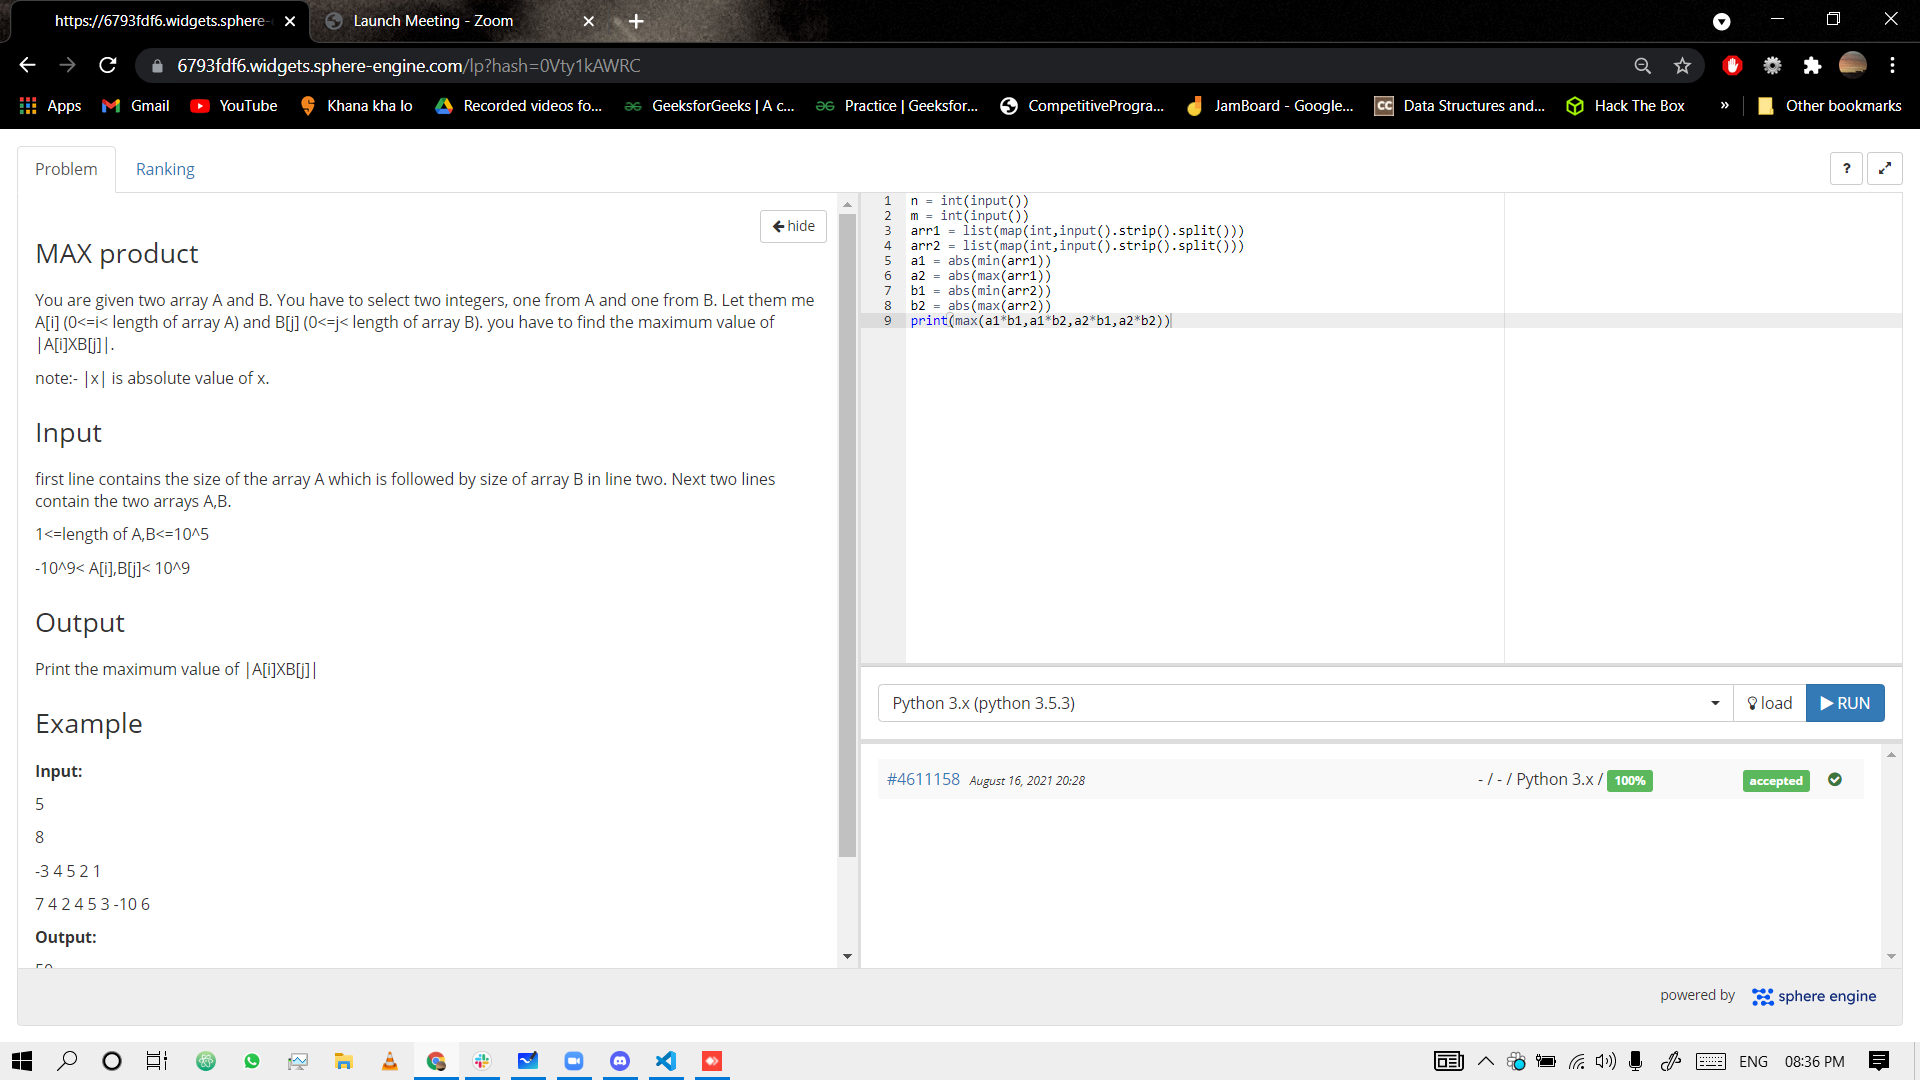 https://6793fdf6.widgets.sphere-
Launch Meeting - Zoom
6793fdf6.widgets.sphere-engine.com/lp?hash=0Vty1kAWRC
Apps
Gmail
YouTube
Khana kha lo
Recorded videos fo...
GeeksforGeeks | A c...
Practice | Geeksfor...
CompetitivePrograa...
JamBoard - Google...
CC
Data Structures and...
Hack The Box
»
Other bookmarks
Problem
Ranking
?
hide
MAX product
You are given two array A and B. You have to select two integers, one from A and one from B. Let them me
A[i] (0<=i< length of array A) and B[j] (0<=j< length of array B). you have to find the maximum value of
|A[i]XB[j]|.
note:- |x| is absolute value of x.
Input
first line contains the size of the array A which is followed by size of array B in line two. Next two lines
contain the two arrays A,B.
1<=length of A,B<=10^5
-10^9< A[i],B[j]< 10^9
Output
Print the maximum value of |A[i]XB[j]|
Example
Input:
5
8
-3 4 5 2 1
7 4 2 4 5 3 -10 6
Output:
1 n = int(input())
2 m = int(input())
3 arr1 = list(map(int,input().strip().split()))
4 arr2 = list(map(int,input().strip().split()))
5 a1 = abs(min(arr1))
6 a2 = abs(max(arr1))
7 b1 = abs(min(arr2))
8 b2 = abs(max(arr2))
9 print(max(a1*b1,a1*b2,a2*b1,a2*b2))
Python 3.x (python 3.5.3)
load
RUN
#4611158 August 16, 2021 20:28
- / - / Python 3.x / 100%
accepted
powered by
sphere engine
ENG
08:36 PM